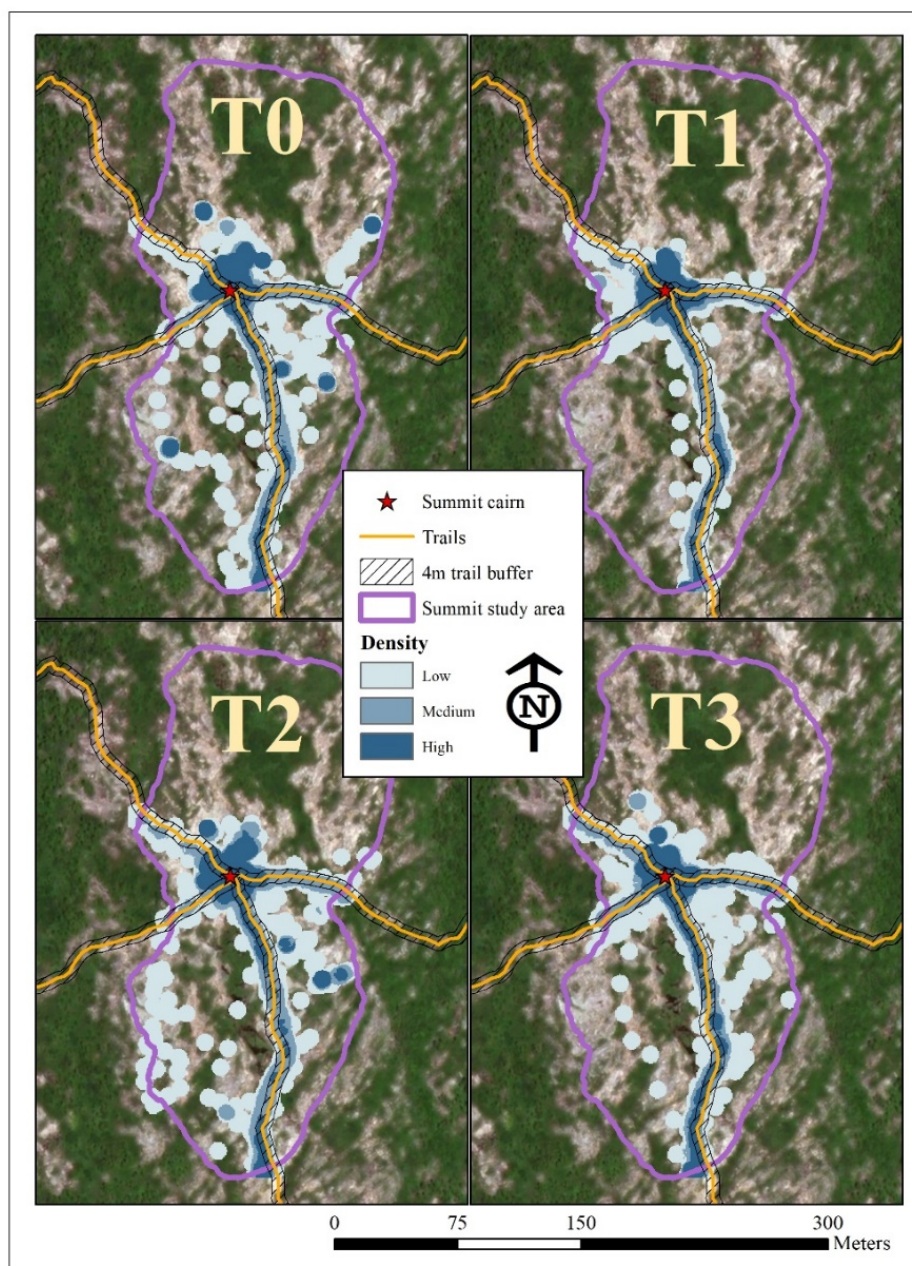 T0
T1
Summit cairn
Trails
4m trail buffer
Summit study area
Density
Low
Medium
High
N
T2
T3
0 75 150 300
Meters